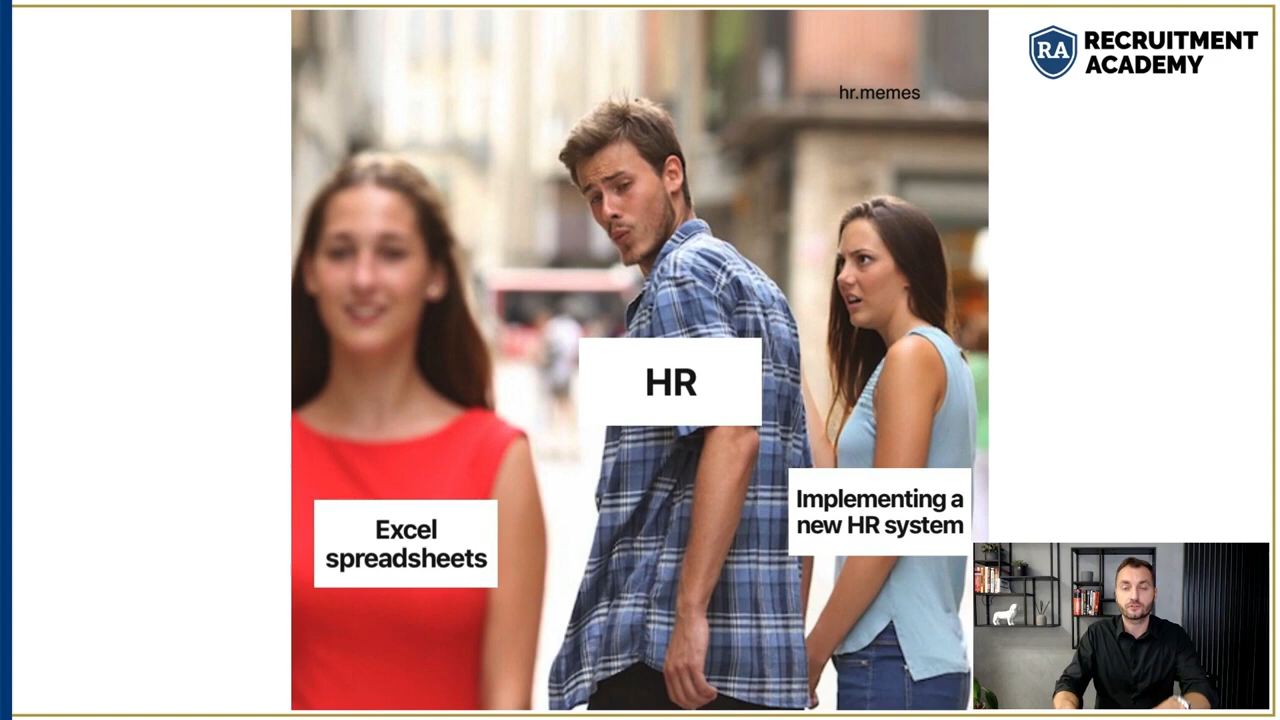 RA
RECRUITMENT
ACADEMY
hr.memes
HR
Excel
spreadsheets
Implementing a
new HR system